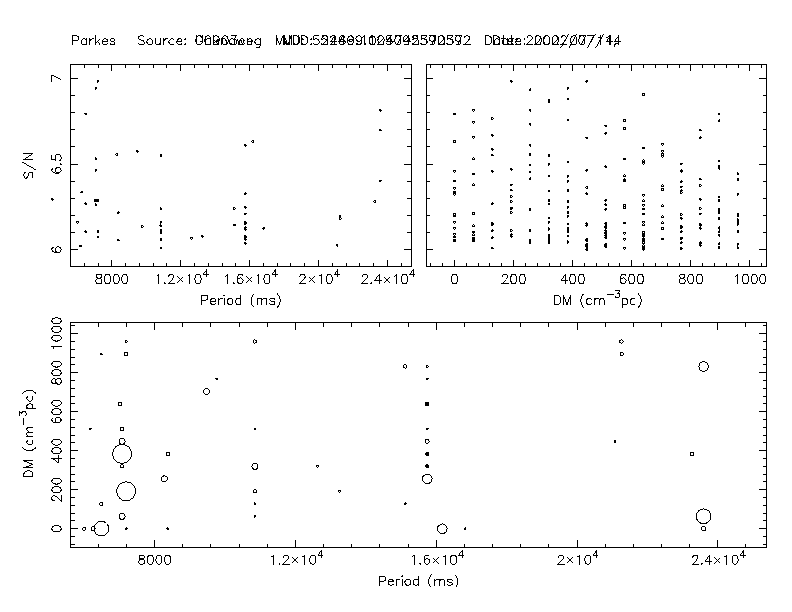 Parkes Source:
7
6.5
6
S/N
8000 1.2×10⁴ 1.6×10⁴ 2×10⁴ 2.4×10⁴
Period (ms)
0 200 400 600 800 1000
DM (cm⁻³pc)
1000
800
600
400
200
0
DM (cm⁻³pc)
8000 1.2×10⁴ 1.6×10⁴ 2×10⁴ 2.4×10⁴
Period (ms)